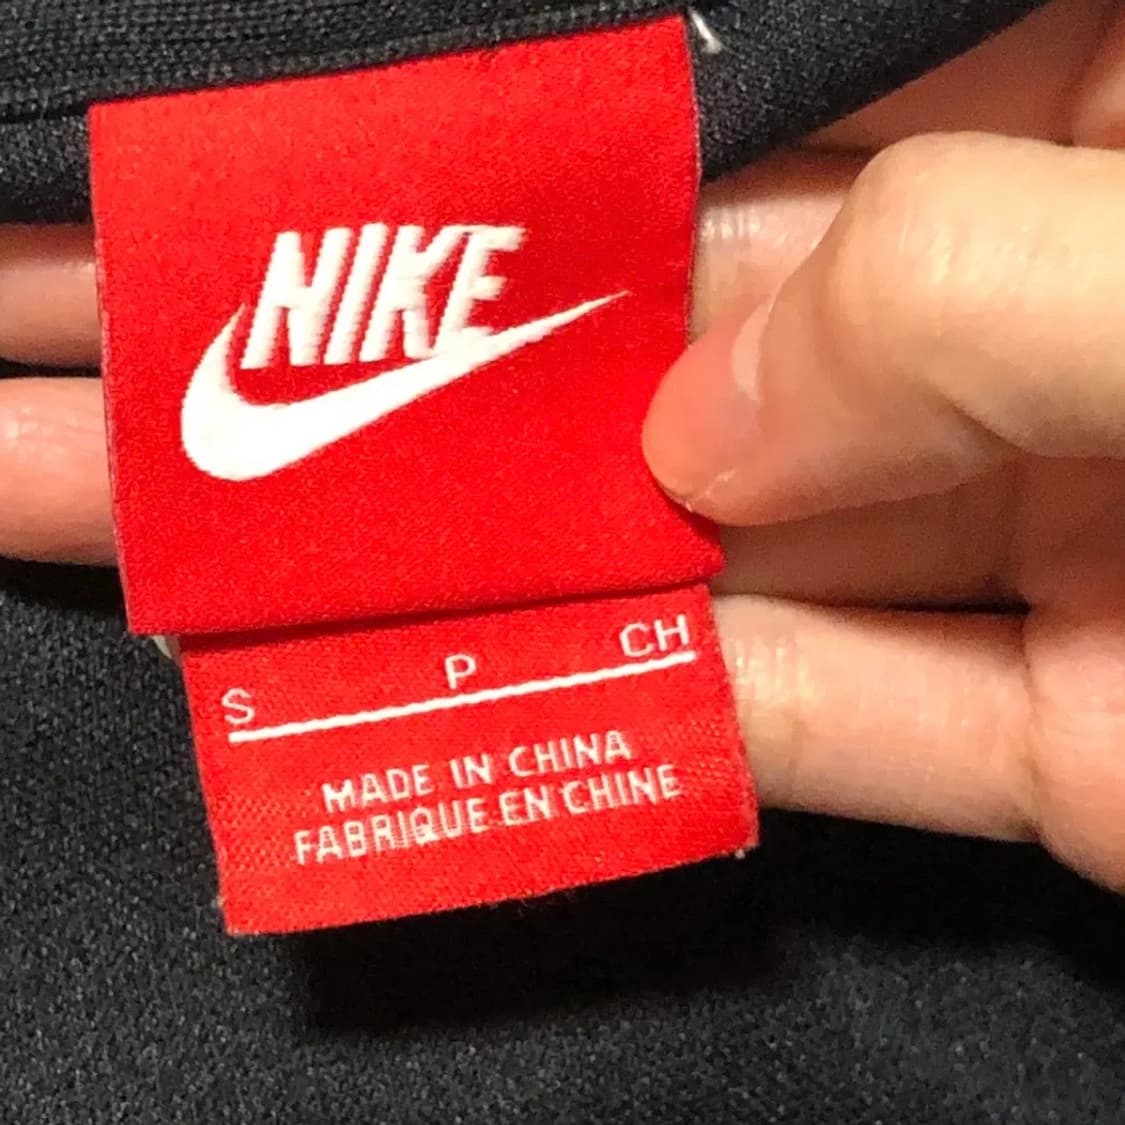 NIKE
S P CH
MADE IN CHINA
FABRIQUE EN CHINE